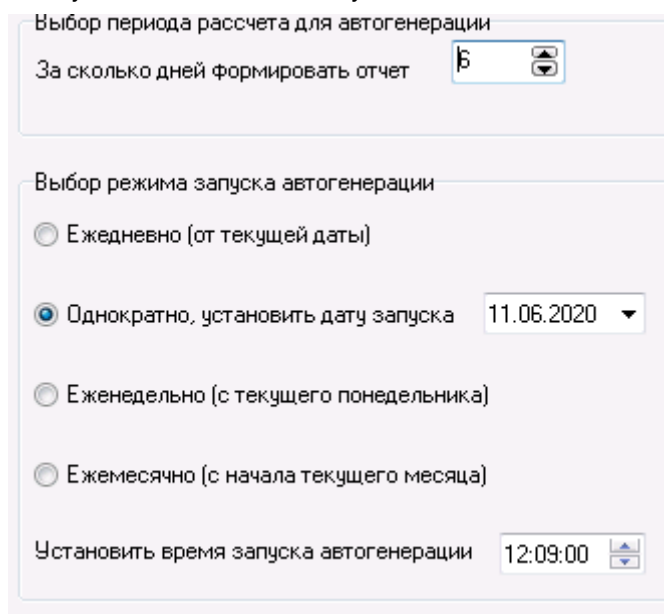 Выбор периода рассчета для автогенерации
За сколько дней формировать отчет 6
Выбор режима запуска автогенерации
Ежедневно (от текущей даты)
Однократно, установить дату запуска 11.06.2020
Еженедельно (с текущего понедельника)
Ежемесячно (с начала текущего месяца)
Установить время запуска автогенерации 12:09:00